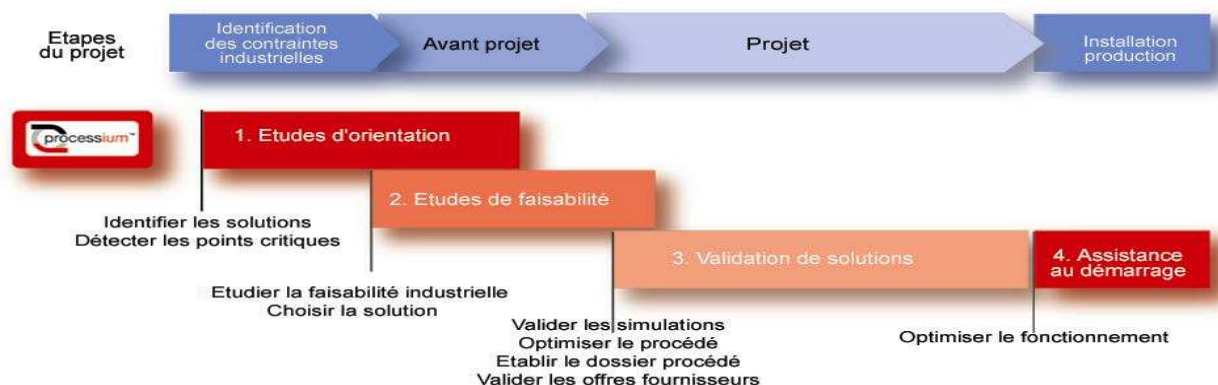 Etapes
du projet
Identification
des contraintes
industrielles
Avant projet
Projet
Installation
production
processium™
1. Etudes d'orientation
Identifier les solutions
Détecter les points critiques
2. Etudes de faisabilité
Etudier la faisabilité industrielle
Choisir la solution
3. Validation de solutions
Valider les simulations
Optimiser le procédé
Etablir le dossier procédé
Valider les offres fournisseurs
4. Assistance
au démarrage
Optimiser le fonctionnement